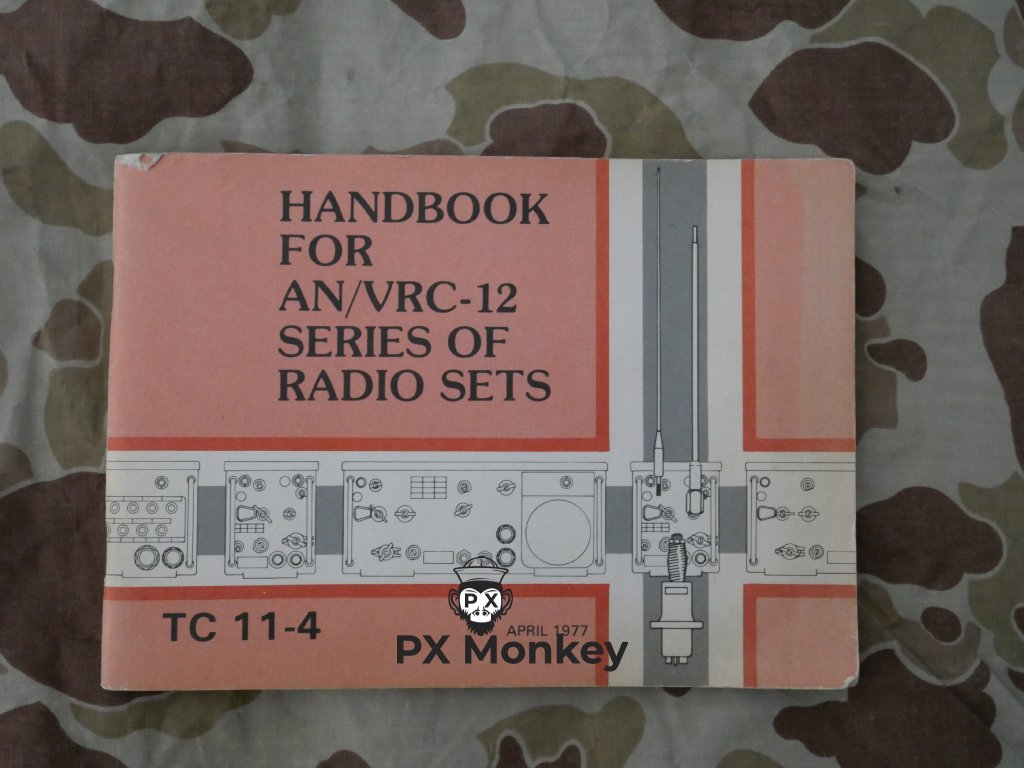 HANDBOOK
FOR
AN/VRC-12
SERIES OF
RADIO SETS
TC 11-4
APRIL 1977
PX
PX Monkey